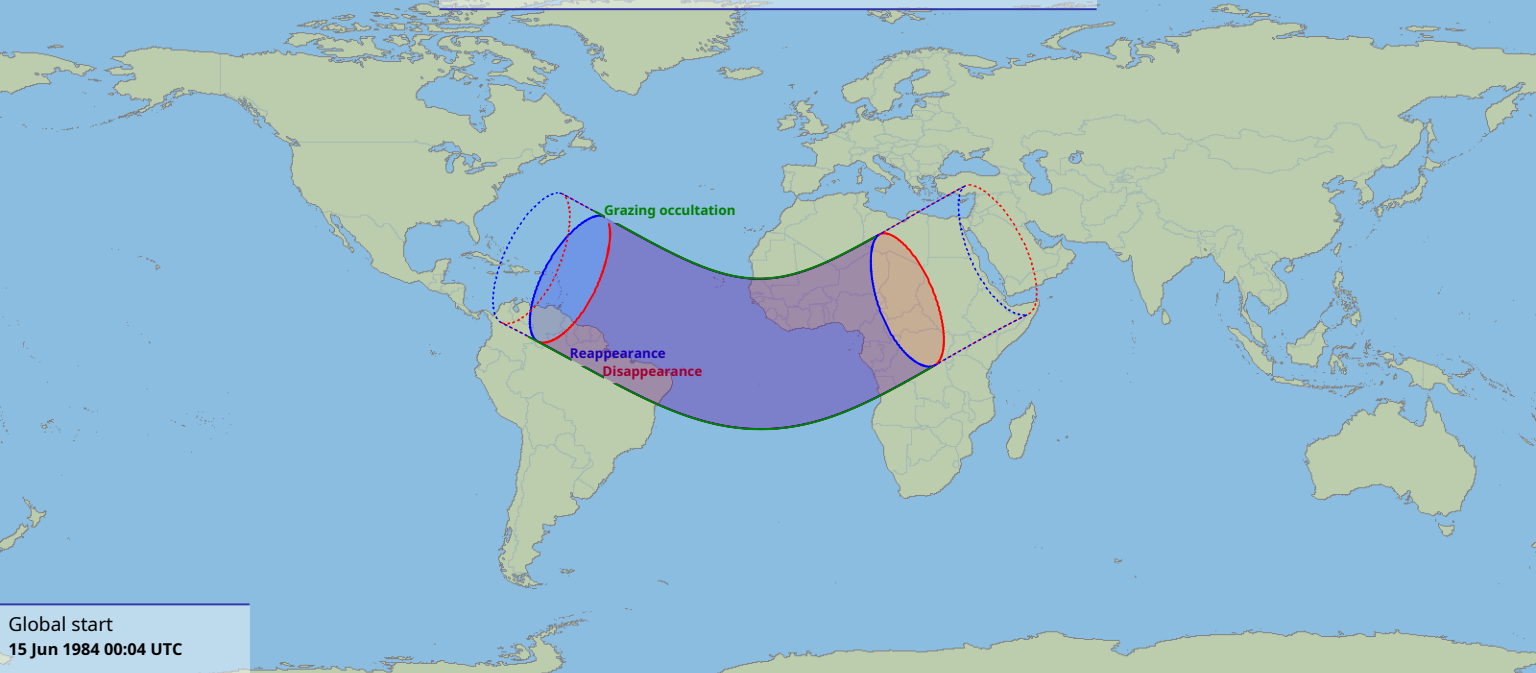 Grazing occultation
Reappearance
Disappearance
Global start
15 Jun 1984 00:04 UTC